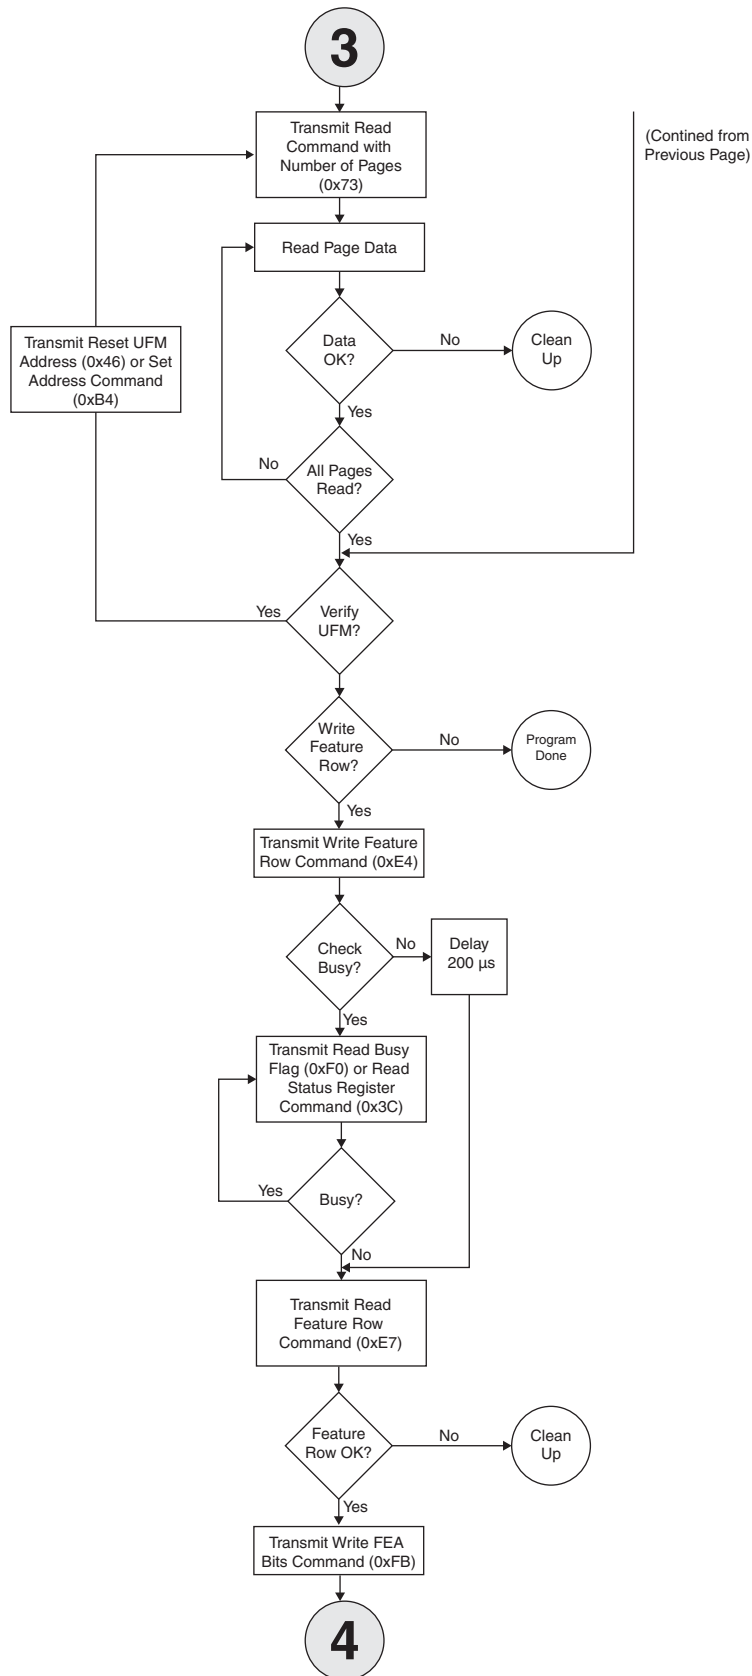 3
Transmit Read
Command with
Number of Pages
(0x73)
(Contined from
Previous Page)
Read Page Data
Transmit Reset UFM
Address (0x46) or Set
Address Command
(0xB4)
Data
OK?
No
Clean
Up
Yes
No
All Pages
Read?
Yes
Yes
Verify
UFM?
Write
Feature
Row?
No
Program
Done
Yes
Transmit Write Feature
Row Command (0xE4)
Check
Busy?
No
Delay
200 µs
Yes
Transmit Read Busy
Flag (0xF0) or Read
Status Register
Command (0x3C)
Yes
Busy?
No
Transmit Read
Feature Row
Command (0xE7)
Feature
Row OK?
No
Clean
Up
Yes
Transmit Write FEA
Bits Command (0xFB)
4